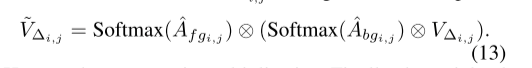 Ṽ_{Δ_{i,j}} = Softmax(Â_{fg_{i,j}}) ⊗ (Softmax(Â_{bg_{i,j}}) ⊗ V_{Δ_{i,j}}).
(13)